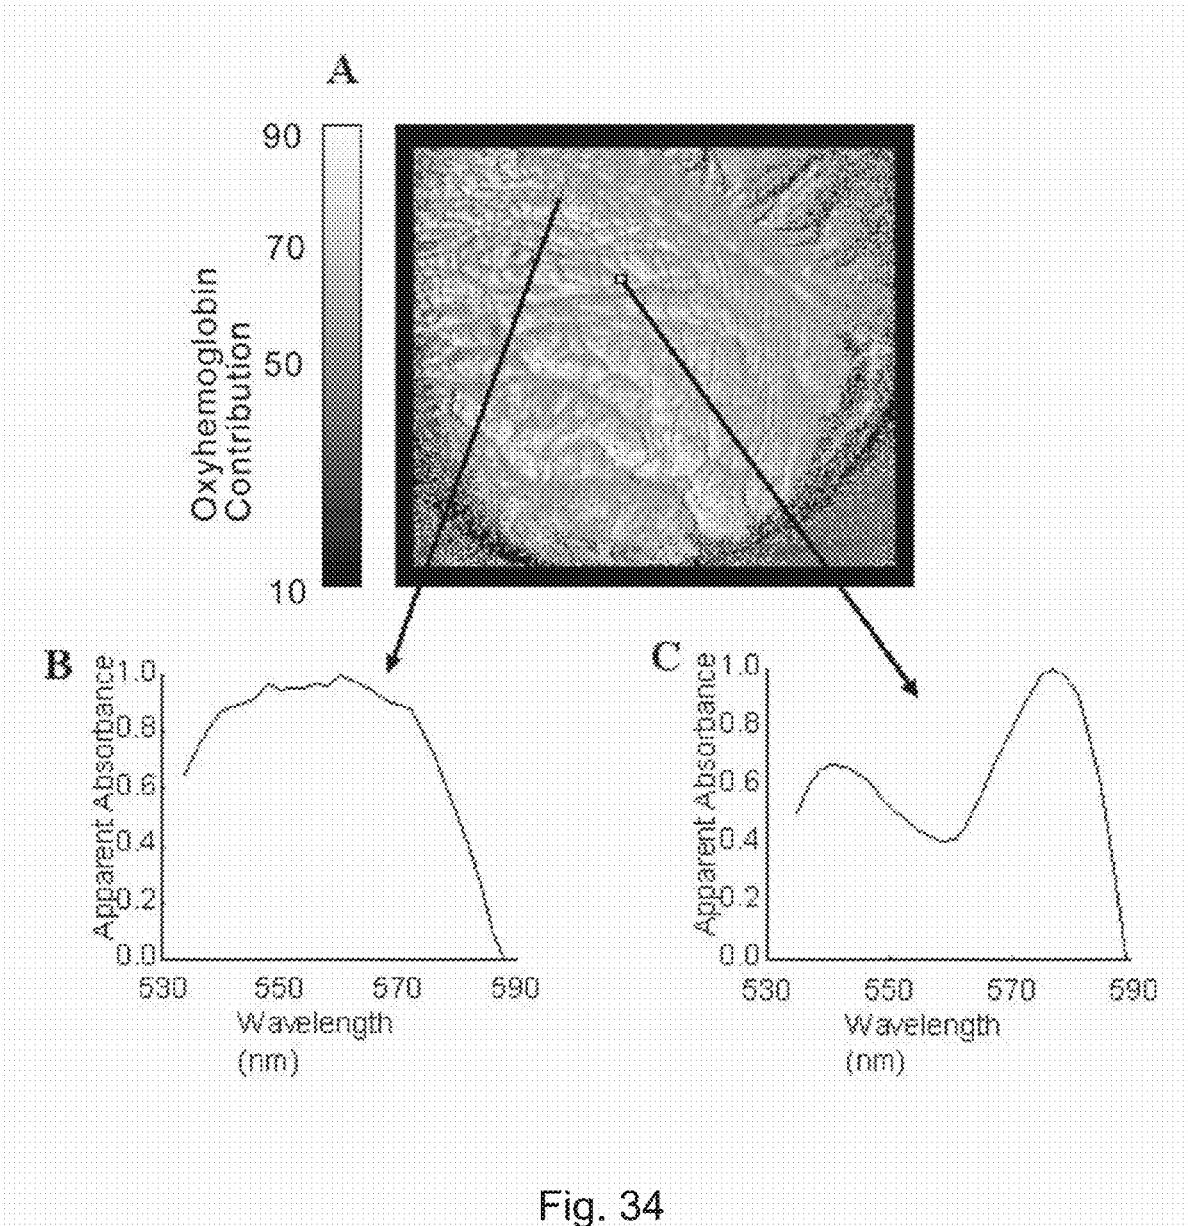 A
90
70
50
10
Oxyhemoglobin
Contribution
B
Apparent Absorbance
1.0
0.8
0.6
0.4
0.2
0.0
530
550
570
590
Wavelength
(nm)
C
Apparent Absorbance
1.0
0.8
0.6
0.4
0.2
0.0
530
550
570
590
Wavelength
(nm)
Fig. 34